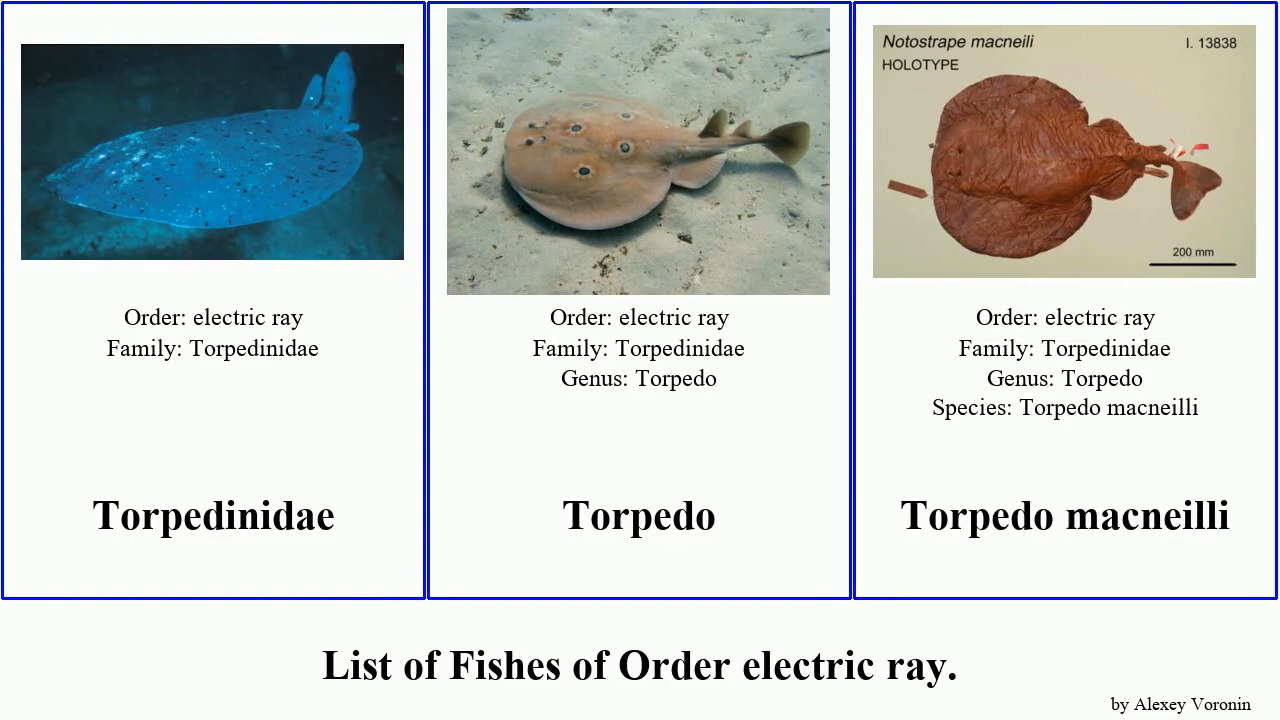 Order: electric ray
Family: Torpedinidae
Torpedinidae
Order: electric ray
Family: Torpedinidae
Genus: Torpedo
Torpedo
Notostrape macneili
I. 13838
HOLOTYPE
200 mm
Order: electric ray
Family: Torpedinidae
Genus: Torpedo
Species: Torpedo macneilli
Torpedo macneilli
List of Fishes of Order electric ray.
by Alexey Voronin